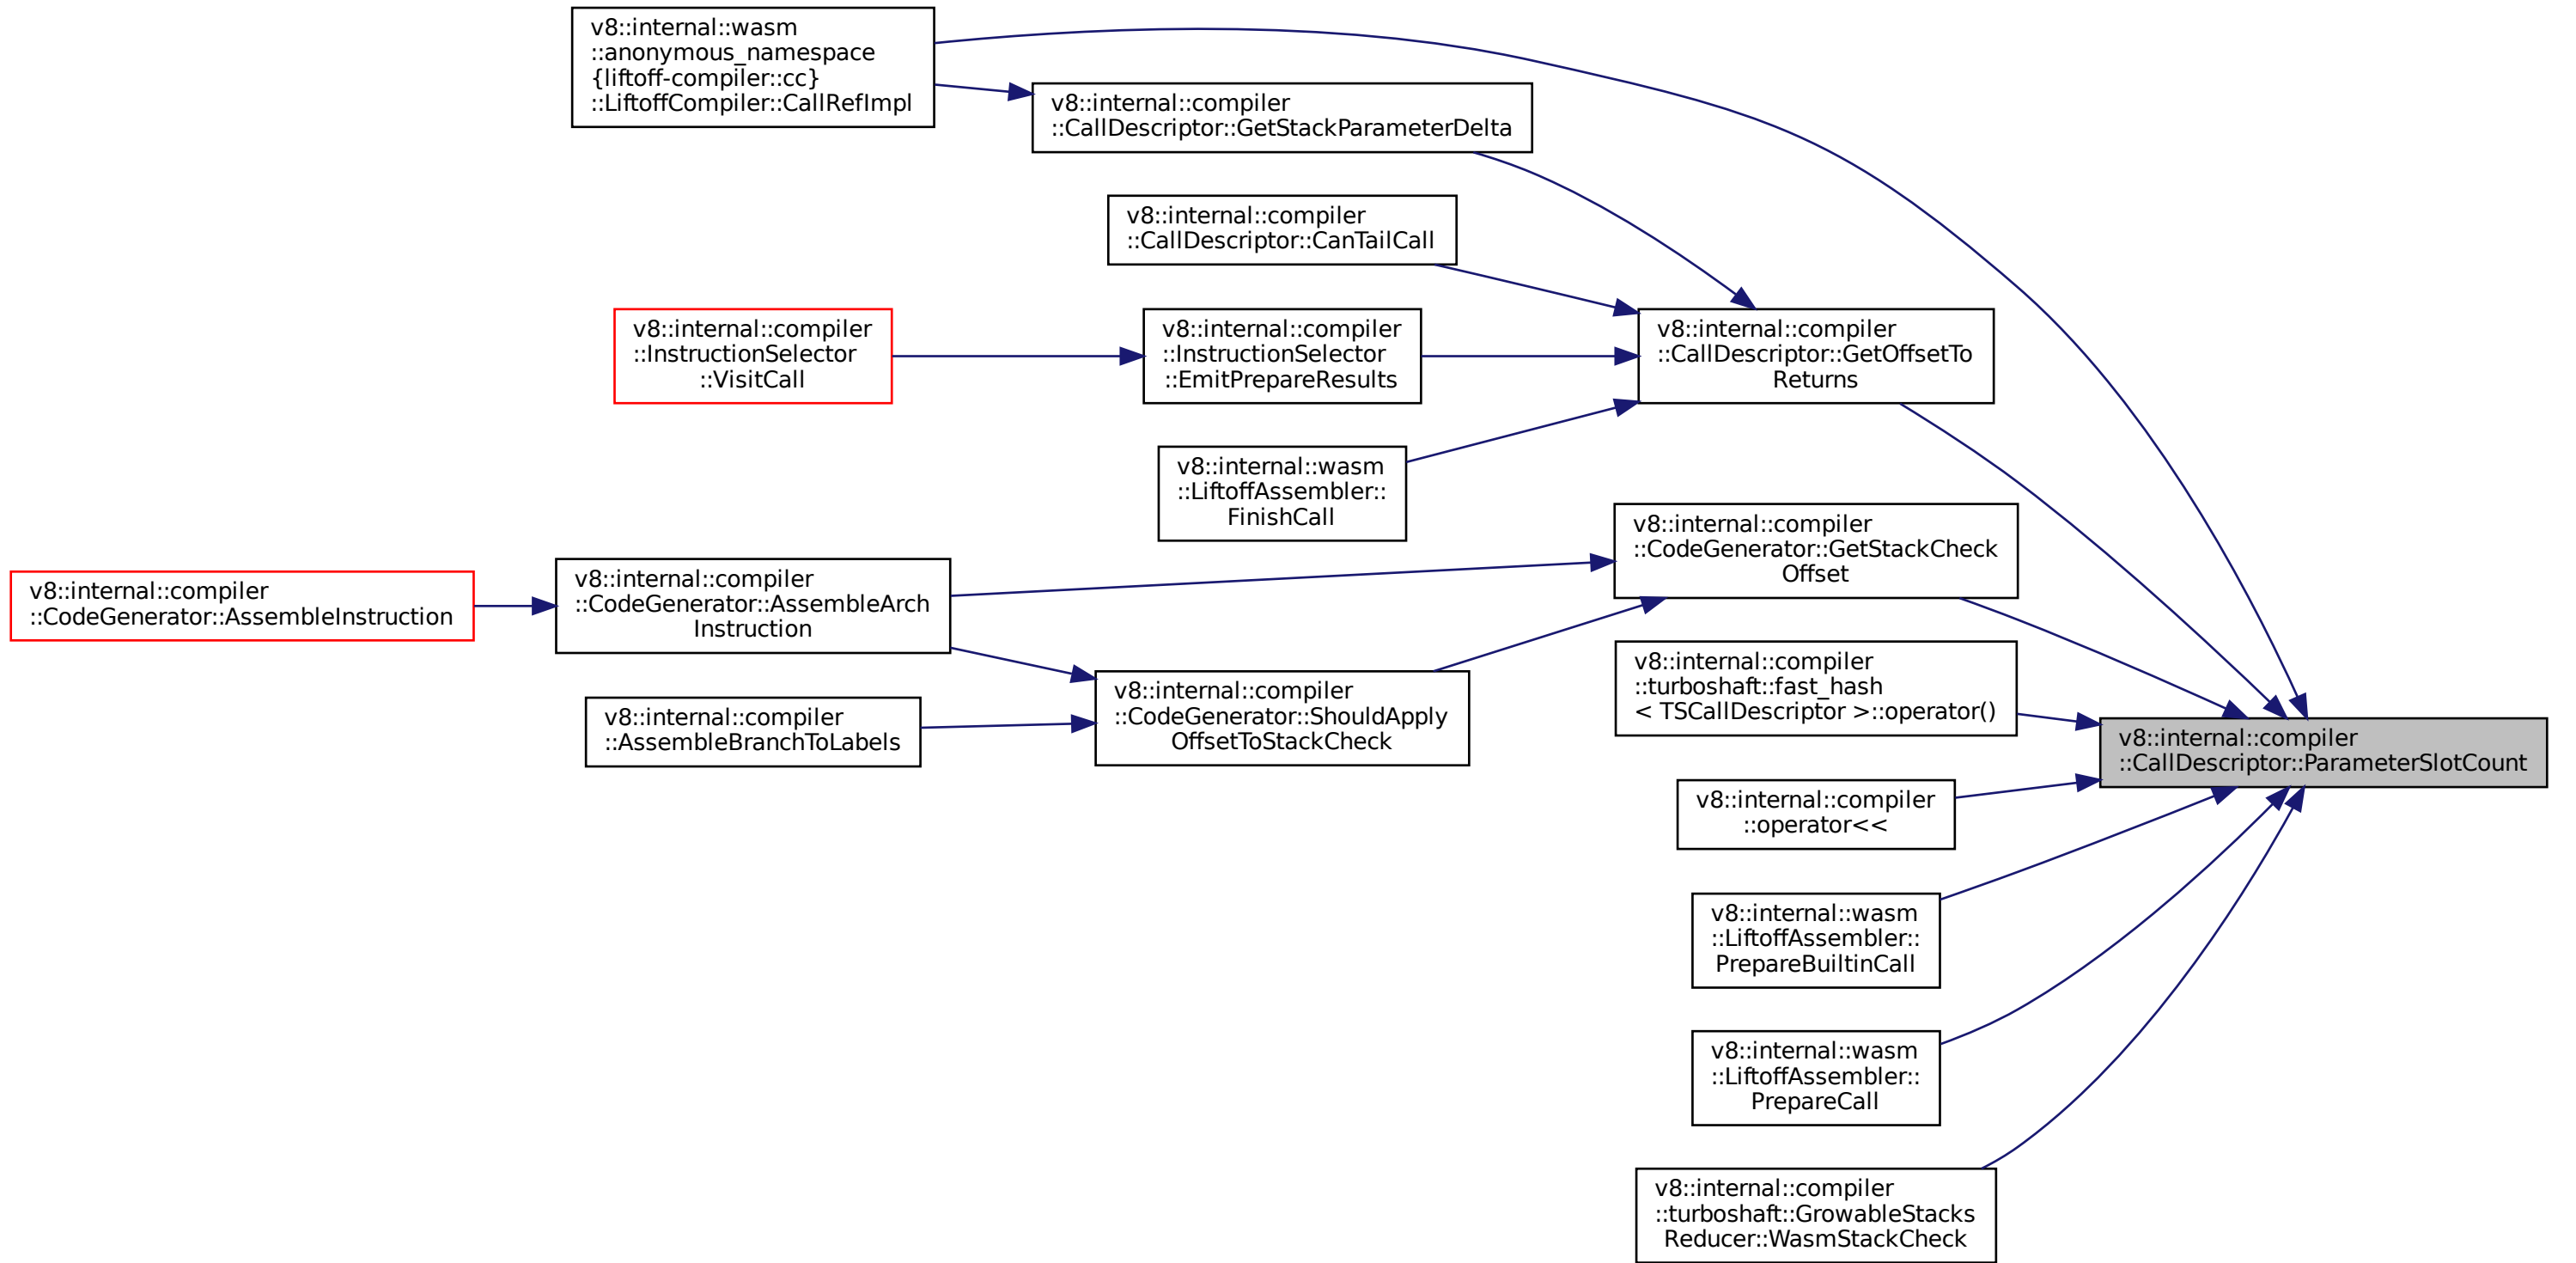 v8::internal::wasm
::anonymous_namespace
{liftoff-compiler::cc}
::LiftoffCompiler::CallRefImpl
v8::internal::compiler
::CallDescriptor::GetStackParameterDelta
v8::internal::compiler
::CallDescriptor::CanTailCall
v8::internal::compiler
::InstructionSelector
::VisitCall
v8::internal::compiler
::InstructionSelector
::EmitPrepareResults
v8::internal::compiler
::CallDescriptor::GetOffsetTo
Returns
v8::internal::wasm
::LiftoffAssembler::
FinishCall
v8::internal::compiler
::CodeGenerator::GetStackCheck
Offset
v8::internal::compiler
::CodeGenerator::AssembleInstruction
v8::internal::compiler
::CodeGenerator::AssembleArch
Instruction
v8::internal::compiler
::turboshaft::fast_hash
< TSCallDescriptor >::operator()
v8::internal::compiler
::CodeGenerator::ShouldApply
OffsetToStackCheck
v8::internal::compiler
::AssembleBranchToLabels
v8::internal::compiler
::CallDescriptor::ParameterSlotCount
v8::internal::compiler
::operator<<
v8::internal::wasm
::LiftoffAssembler::
PrepareBuiltinCall
v8::internal::wasm
::LiftoffAssembler::
PrepareCall
v8::internal::compiler
::turboshaft::GrowableStacks
Reducer::WasmStackCheck